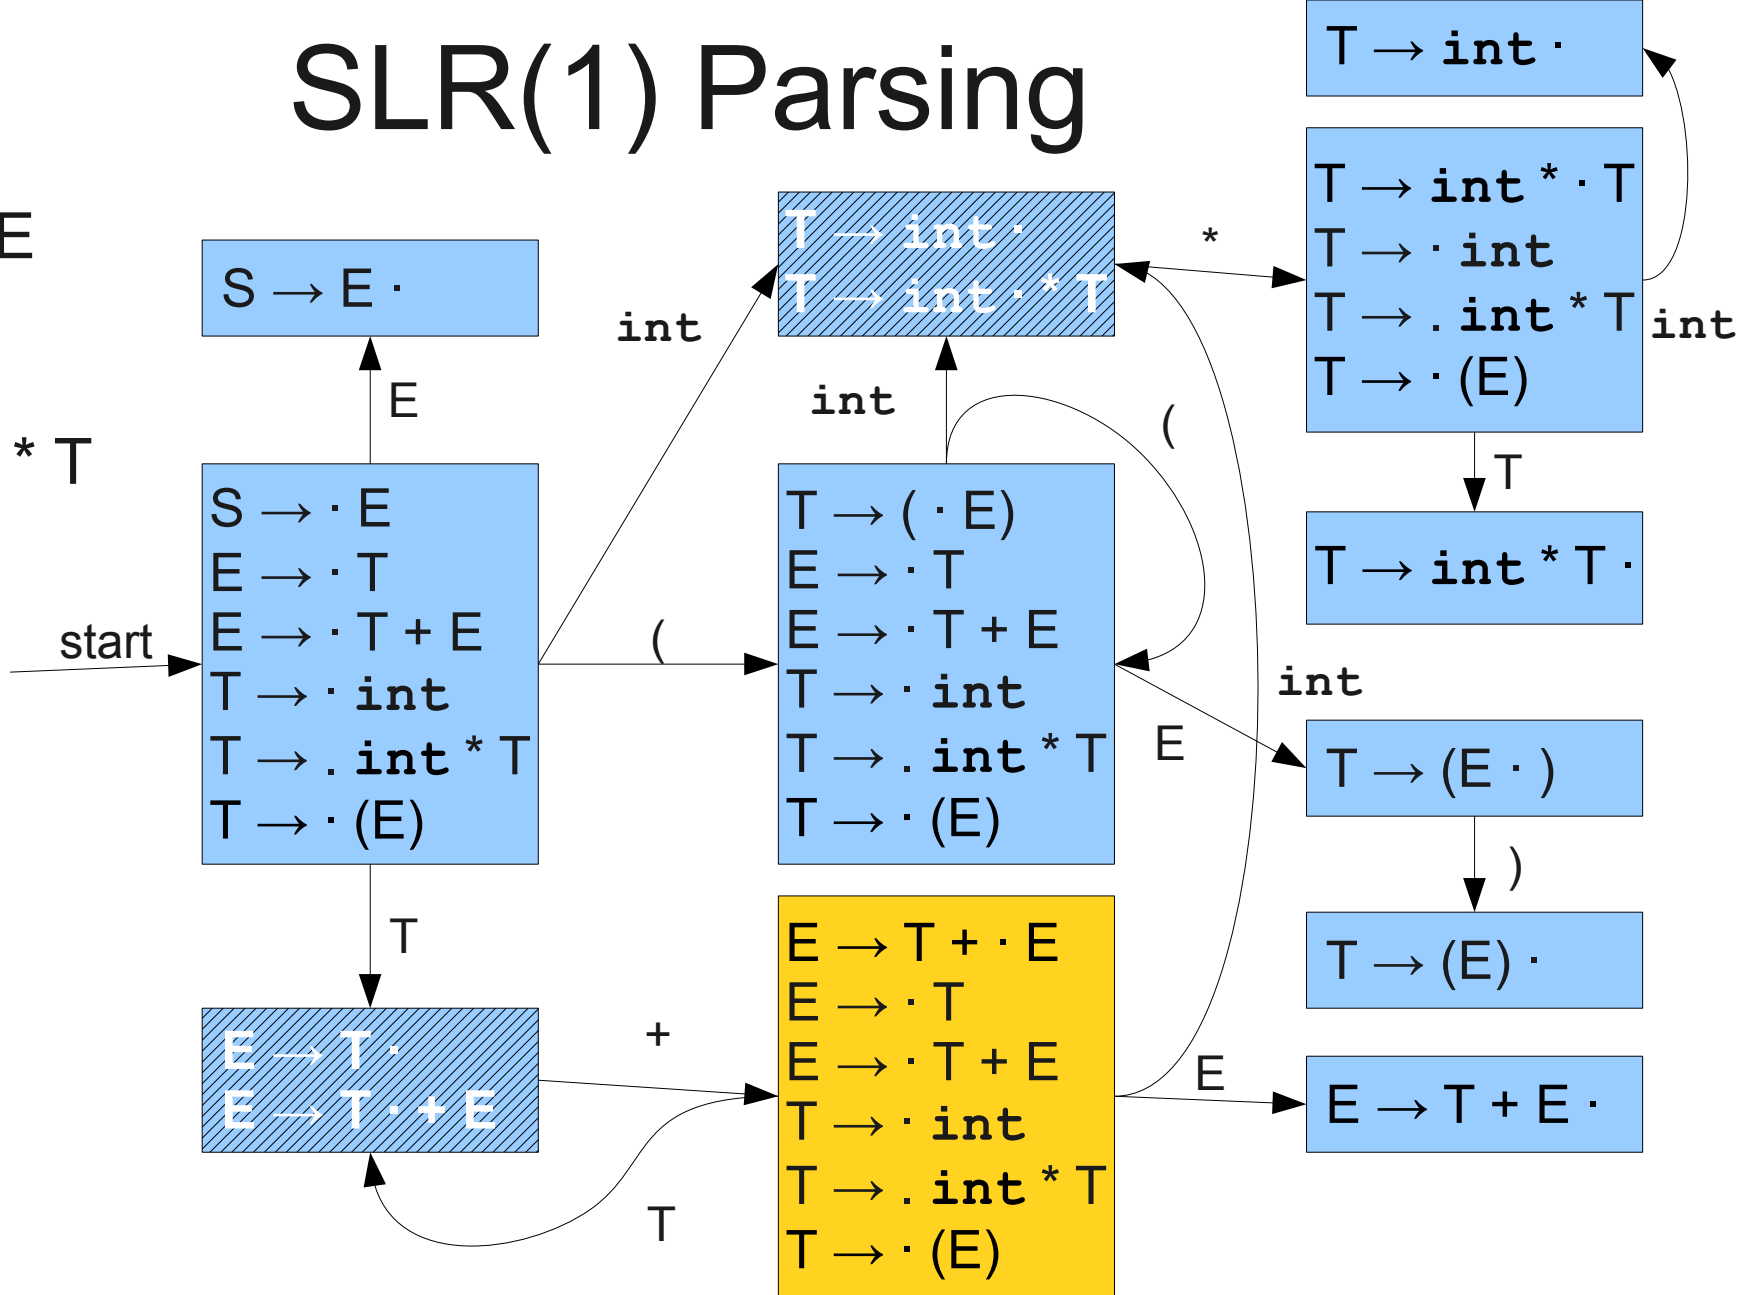 SLR(1) Parsing
E
* T
start
S → E ·
E
S → · E
E → · T
E → · T + E
T → · int
T → . int * T
T → · (E)
T
E → T ·
E → T · + E
+
T
int
(
T → int ·
T → int · * T
int
(
T → ( · E)
E → · T
E → · T + E
T → · int
T → . int * T
T → · (E)
E → T + · E
E → · T
E → · T + E
T → · int
T → . int * T
T → · (E)
*
T → int ·
T → int * · T
T → · int
T → . int * T
T → · (E)
int
T
T → int * T ·
int
E
T → (E · )
)
T → (E) ·
E
E → T + E ·